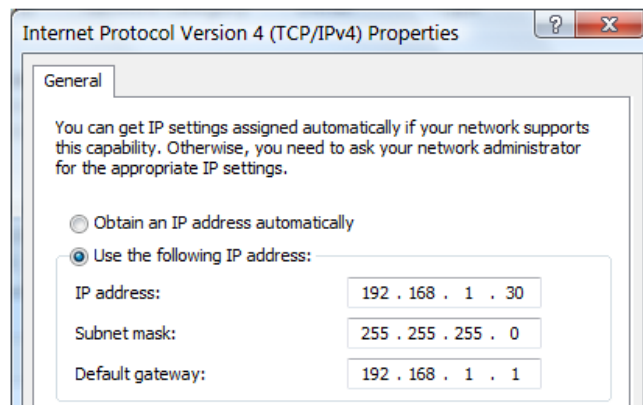 Internet Protocol Version 4 (TCP/IPv4) Properties
General
You can get IP settings assigned automatically if your network supports
this capability. Otherwise, you need to ask your network administrator
for the appropriate IP settings.
Obtain an IP address automatically
Use the following IP address:
IP address: 192 . 168 . 1 . 30
Subnet mask: 255 . 255 . 255 . 0
Default gateway: 192 . 168 . 1 . 1